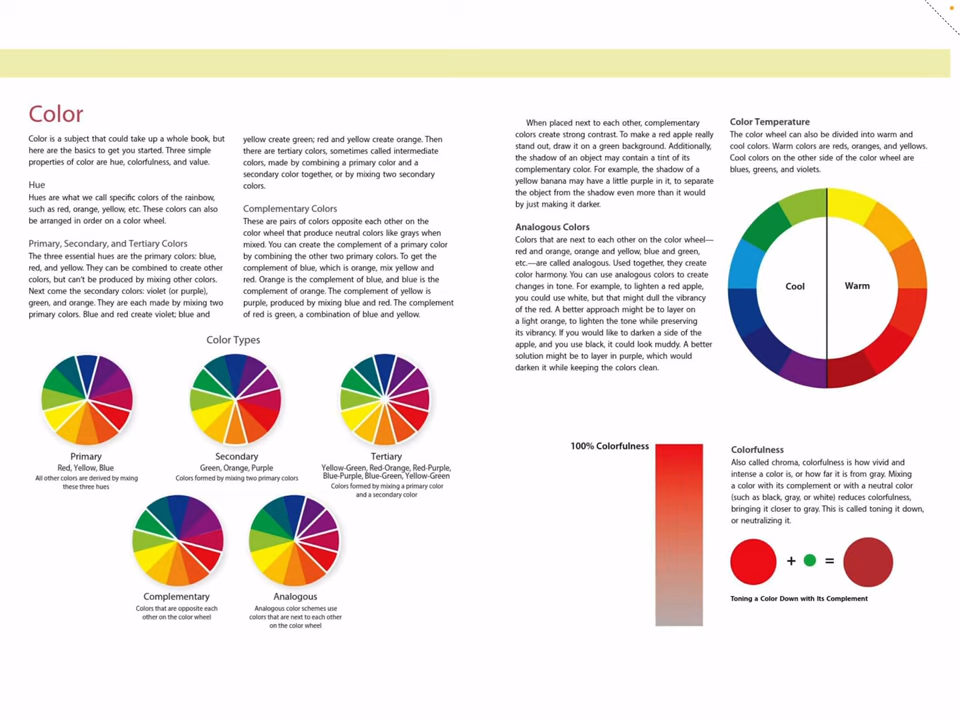 Color
Color is a subject that could take up a whole book, but
here are the basics to get you started. Three simple
properties of color are hue, colorfulness, and value.
Hue
Hues are what we call specific colors of the rainbow,
such as red, orange, yellow, etc. These colors can also
be arranged in order on a color wheel.
Primary, Secondary, and Tertiary Colors
The three essential hues are the primary colors: blue,
red, and yellow. They can be combined to create other
colors, but can't be produced by mixing other colors.
Next come the secondary colors: violet (or purple),
green, and orange. They are each made by mixing two
primary colors. Blue and red create violet; blue and
yellow create green; red and yellow create orange. Then
there are tertiary colors, sometimes called intermediate
colors, made by combining a primary color and a
secondary color together, or by mixing two secondary
colors.
Complementary Colors
These are pairs of colors opposite each other on the
color wheel that produce neutral colors like grays when
mixed. You can create the complement of a primary color
by combining the other two primary colors. To get the
complement of blue, which is orange, mix yellow and
red. Orange is the complement of blue, and blue is the
complement of orange. The complement of yellow is
purple, produced by mixing blue and red. The complement
of red is green, a combination of blue and yellow.
Color Types
Primary
Red, Yellow, Blue
All other colors are derived by mixing
these three hues
Secondary
Green, Orange, Purple
Colors formed by mixing two primary colors
Tertiary
Yellow-Green, Red-Orange, Red-Purple,
Blue-Purple, Blue-Green, Yellow-Green
Colors formed by mixing a primary color
and a secondary color
Complementary
Colors that are opposite each
other on the color wheel
Analogous
Analogous color schemes use
colors that are next to each other
on the color wheel
When placed next to each other, complementary
colors create strong contrast. To make a red apple really
stand out, draw it on a green background. Additionally,
the shadow of an object may contain a tint of its
complementary color. For example, the shadow of a
yellow banana may have a little purple in it, to separate
the object from the shadow even more than it would
by just making it darker.
Analogous Colors
Colors that are next to each other on the color wheel—
red and orange, orange and yellow, blue and green,
etc.—are called analogous. Used together, they create
color harmony. You can use analogous colors to create
changes in tone. For example, to lighten a red apple,
you could use white, but that might dull the vibrancy
of the red. A better approach might be to layer on
a light orange, to lighten the tone while preserving
its vibrancy. If you would like to darken a side of the
apple, and you use black, it could look muddy. A better
solution might be to layer in purple, which would
darken it while keeping the colors clean.
Color Temperature
The color wheel can also be divided into warm and
cool colors. Warm colors are reds, oranges, and yellows.
Cool colors on the other side of the color wheel are
blues, greens, and violets.
Cool
Warm
100% Colorfulness
Colorfulness
Also called chroma, colorfulness is how vivid and
intense a color is, or how far it is from gray. Mixing
a color with its complement or with a neutral color
(such as black, gray, or white) reduces colorfulness,
bringing it closer to gray. This is called toning it down,
or neutralizing it.
+ =
Toning a Color Down with Its Complement